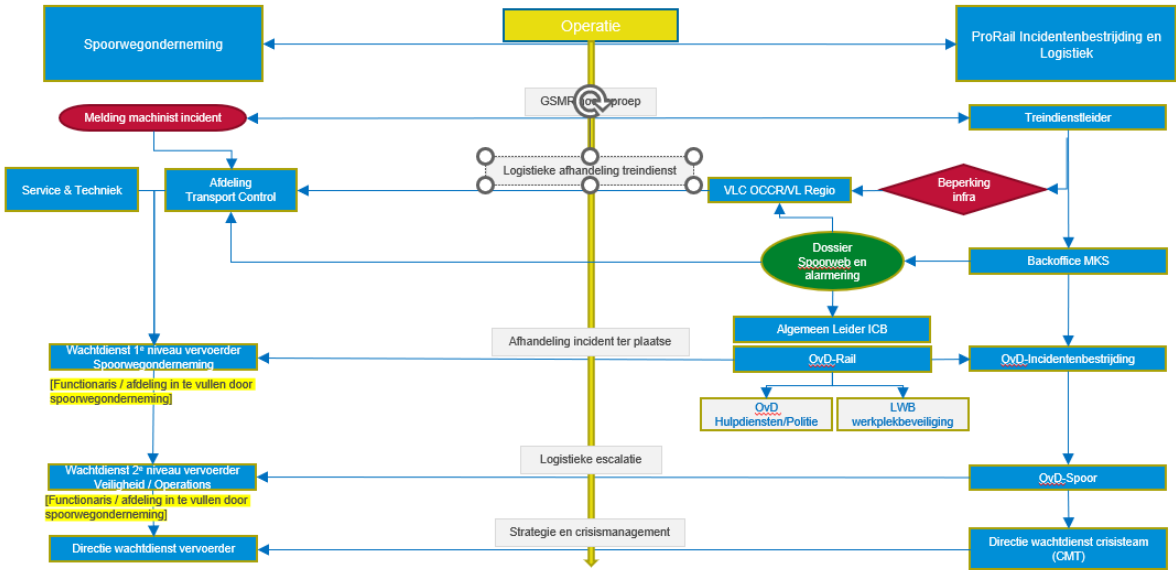 Operatie
Spoorwegonderneming
ProRail Incidentenbestrijding en
Logistiek
GSMR
proep
Melding machinist incident
Treindienstleider
Logistieke afhandeling treindienst
Service & Techniek
Afdeling
Transport Control
VLC OCCR/VL Regio
Beperking
infra
Dossier
Spoorweb en
alarmering
Backoffice MKS
Algemeen Leider ICB
Afhandeling incident ter plaatse
Wachtdienst 1e niveau vervoerder
Spoorwegonderneming
OvD-Rail
OvD-Incidentenbestrijding
[Functionaris / afdeling in te vullen door
spoorwegonderneming]
OvD
Hulpdiensten/Politie
LWB
werkplekbeveiliging
Logistieke escalatie
Wachtdienst 2e niveau vervoerder
Veiligheid / Operations
OvD-Spoor
[Functionaris / afdeling in te vullen door
spoorwegonderneming]
Strategie en crisismanagement
Directie wachtdienst vervoerder
Directie wachtdienst crisisteam
(CMT)